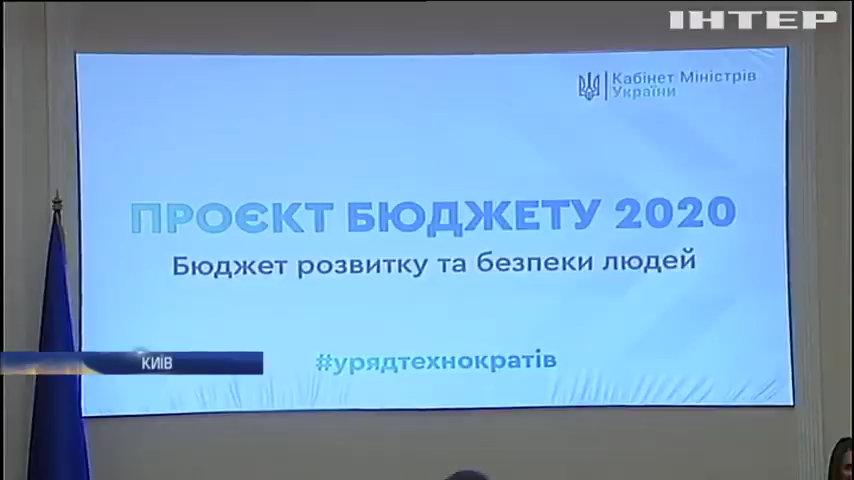 ІНТЕР
Кабінет Міністрів
України
ПРОЄКТ БЮДЖЕТУ 2020
Бюджет розвитку та безпеки людей
#урядтехнократів
КИЇВ